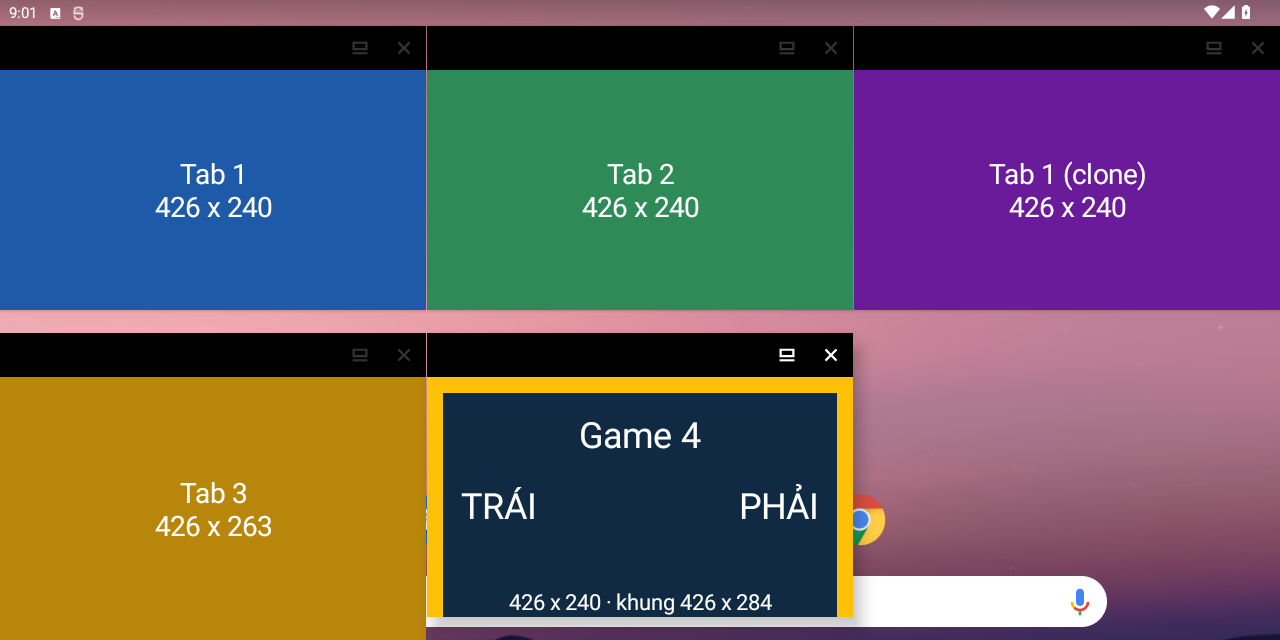 9:01
Tab 1
426 x 240
Tab 2
426 x 240
Tab 1 (clone)
426 x 240
Tab 3
426 x 263
Game 4
TRÁI PHẢI
426 x 240 · khung 426 x 284